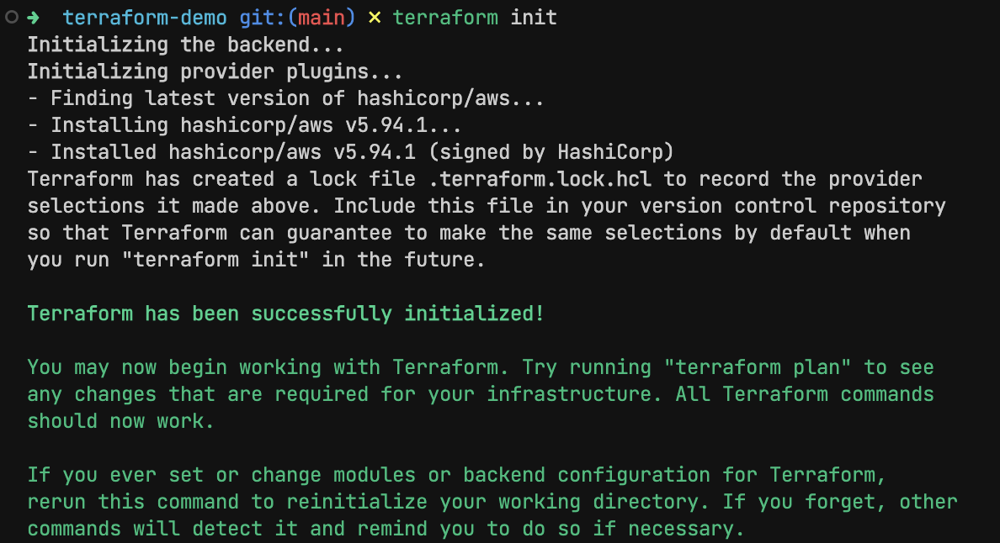 ➜  terraform-demo git:(main) ✗ terraform init
Initializing the backend...
Initializing provider plugins...
- Finding latest version of hashicorp/aws...
- Installing hashicorp/aws v5.94.1...
- Installed hashicorp/aws v5.94.1 (signed by HashiCorp)
Terraform has created a lock file .terraform.lock.hcl to record the provider
selections it made above. Include this file in your version control repository
so that Terraform can guarantee to make the same selections by default when
you run "terraform init" in the future.

Terraform has been successfully initialized!

You may now begin working with Terraform. Try running "terraform plan" to see
any changes that are required for your infrastructure. All Terraform commands
should now work.

If you ever set or change modules or backend configuration for Terraform,
rerun this command to reinitialize your working directory. If you forget, other
commands will detect it and remind you to do so if necessary.